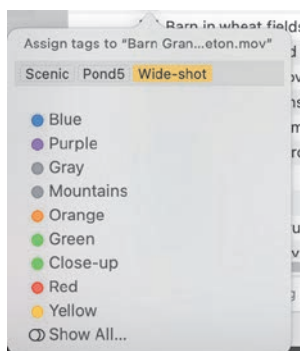 Barn in wheat fields
Assign tags to “Barn Gran...eton.mov”
Scenic Pond5 Wide-shot
Blue
Purple
Gray
Mountains
Orange
Green
Close-up
Red
Yellow
Show All...